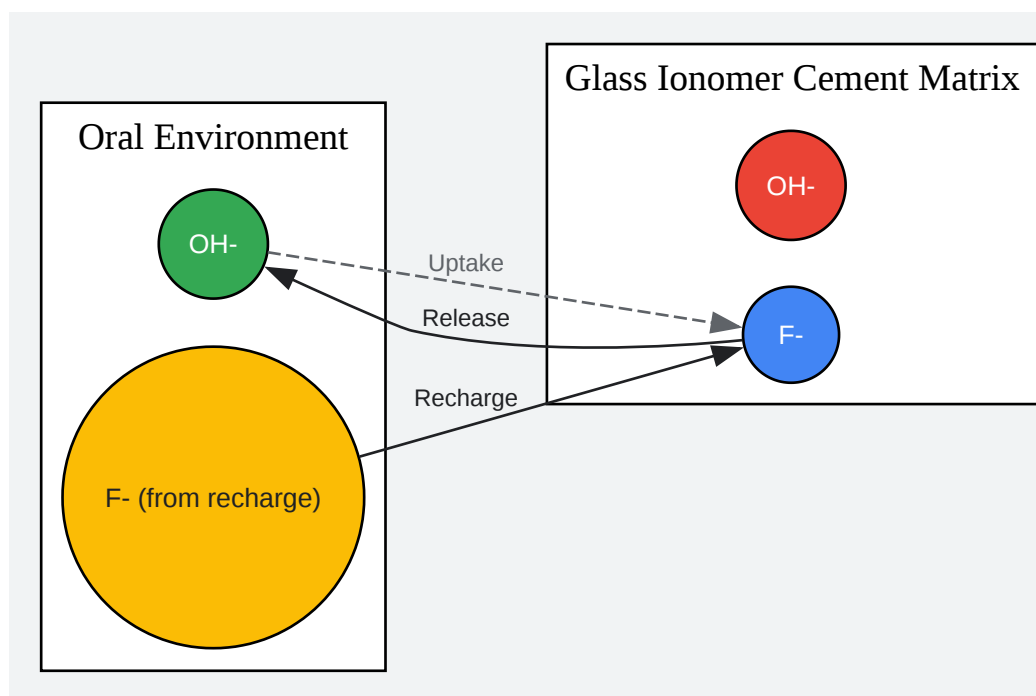 Glass Ionomer Cement Matrix
Oral Environment
OH-
OH-
Uptake
Release
F-
Recharge
F- (from recharge)